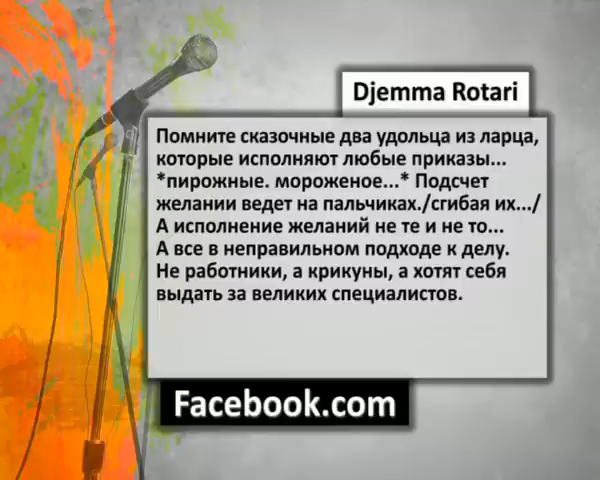 Djemma Rotari
Помните сказочные два удольца из ларца,
которые исполняют любые приказы...
*пирожные. мороженое...* Подсчет
желании ведет на пальчиках./сгибая их.../
А исполнение желаний не те и не то...
А все в неправильном подходе к делу.
Не работники, а крикуны, а хотят себя
выдать за великих специалистов.
Facebook.com